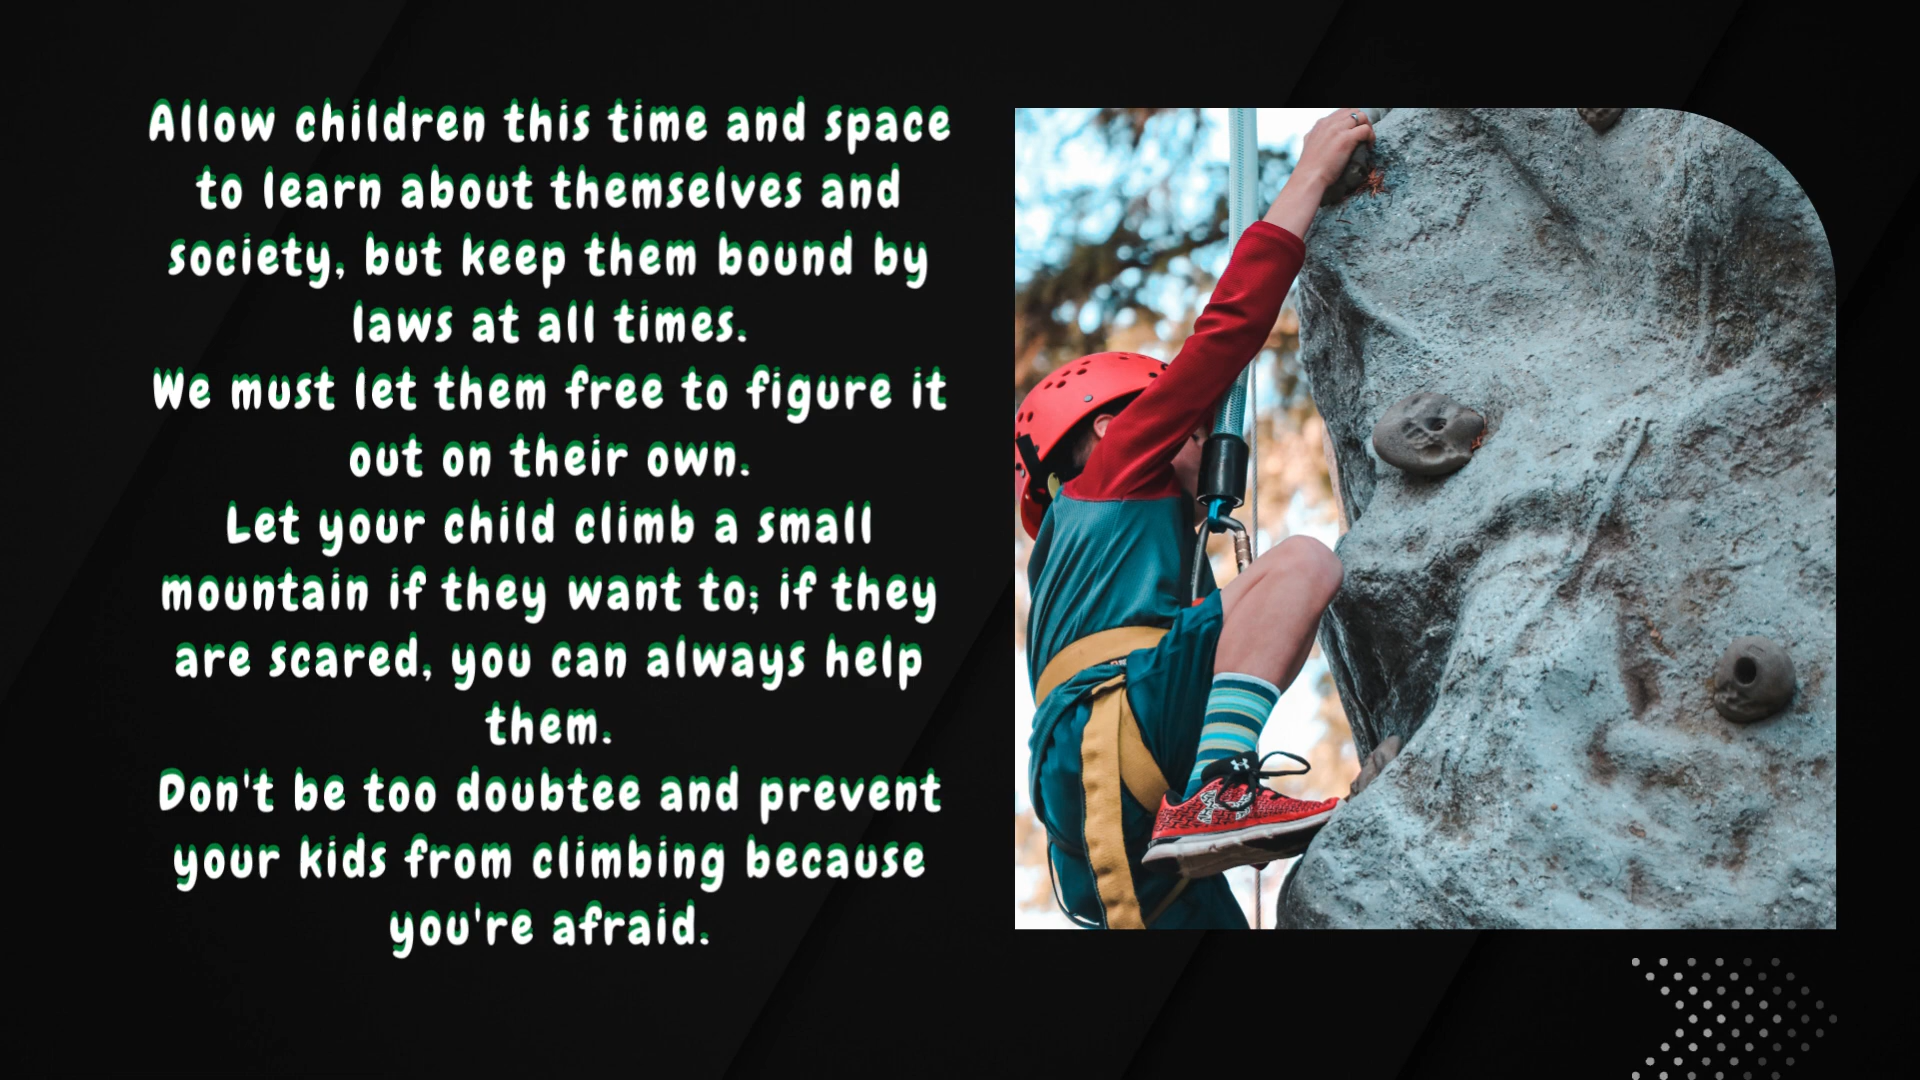 Allow children this time and space
to learn about themselves and
society, but keep them bound by
laws at all times.
We must let them free to figure it
out on their own.
Let your child climb a small
mountain if they want to; if they
are scared, you can always help
them.
Don't be too doubtee and prevent
your kids from climbing because
you're afraid.